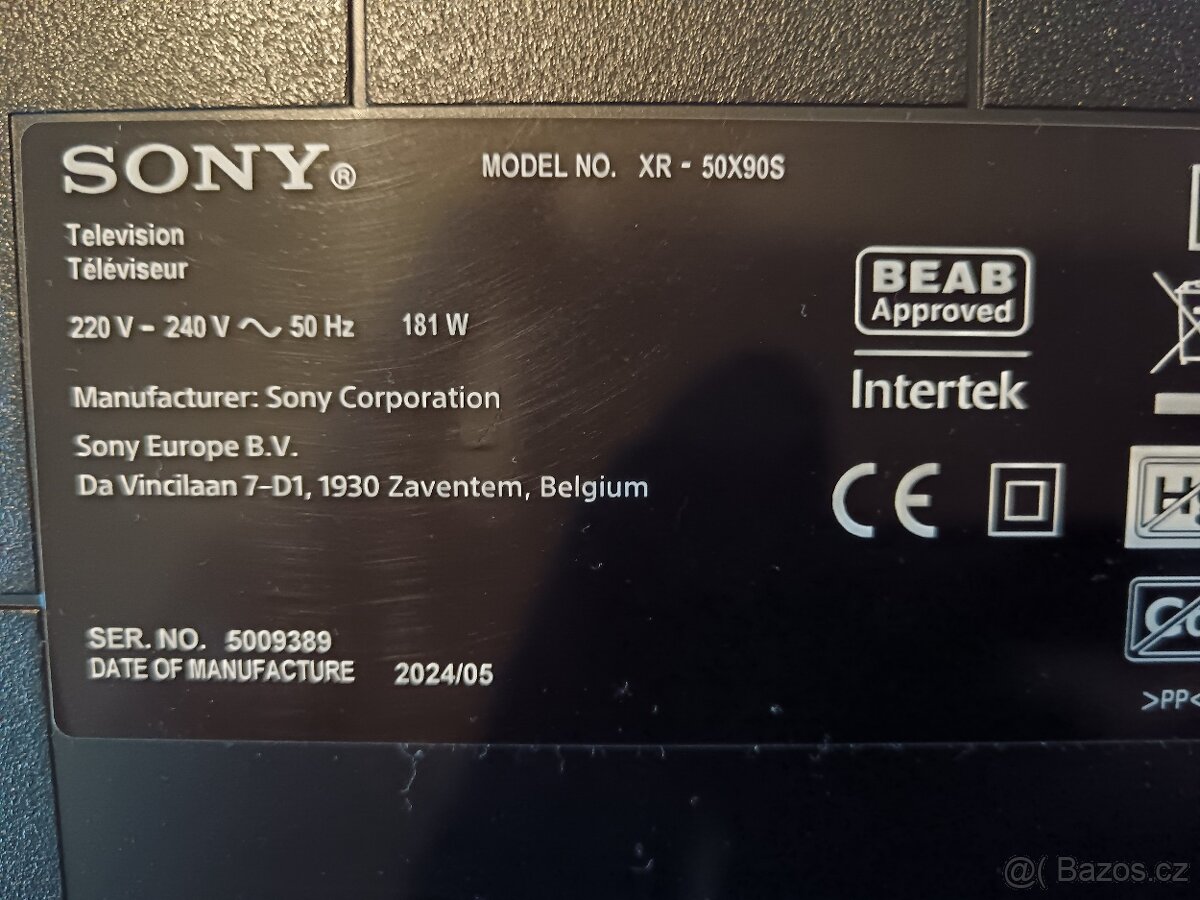 SONY®
MODEL NO. XR - 50X90S
Television
Téléviseur
220 V - 240 V ~ 50 Hz 181 W
BEAB
Approved
Intertek
Manufacturer: Sony Corporation
Sony Europe B.V.
Da Vincilaan 7-D1, 1930 Zaventem, Belgium
CE
SER. NO. 5009389
DATE OF MANUFACTURE 2024/05
>PP<
@( Bazos.cz